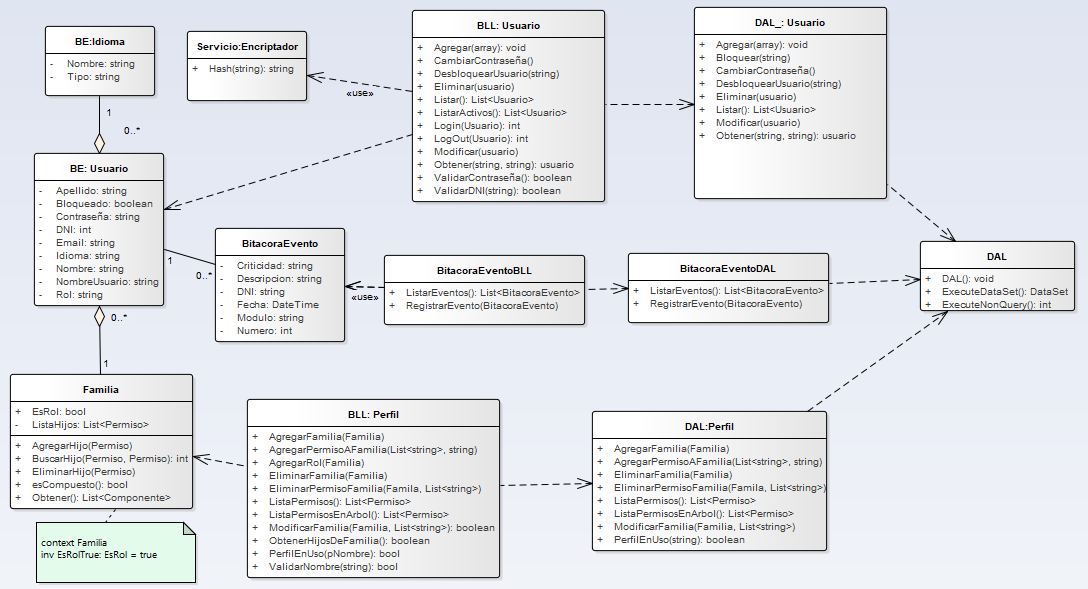 BE:Idioma
- Nombre: string
- Tipo: string
1
0..*
BE: Usuario
- Apellido: string
- Bloqueado: boolean
- Contraseña: string
- DNI: int
- Email: string
- Idioma: string
- Nombre: string
- NombreUsuario: string
- Rol: string
Servicio:Encriptador
+ Hash(string): string
«use»
BLL: Usuario
+ Agregar(array): void
+ CambiarContraseña()
+ DesbloquearUsuario(string)
+ Eliminar(usuario)
+ Listar(): List<Usuario>
+ ListarActivos(): List<Usuario>
+ Login(Usuario): int
+ LogOut(Usuario): int
+ Modificar(usuario)
+ Obtener(string, string): usuario
+ ValidarContraseña(): boolean
+ ValidarDNI(string): boolean
DAL_: Usuario
+ Agregar(array): void
+ Bloquear(string)
+ CambiarContraseña()
+ DesbloquearUsuario(string)
+ Eliminar(usuario)
+ Listar(): List<Usuario>
+ Modificar(usuario)
+ Obtener(string, string): usuario
1
0..*
BitacoraEvento
- Criticidad: string
- Descripcion: string
- DNI: string
- Fecha: DateTime
- Modulo: string
- Numero: int
«use»
BitacoraEventoBLL
+ ListarEventos(): List<BitacoraEvento>
+ RegistrarEvento(BitacoraEvento)
BitacoraEventoDAL
+ ListarEventos(): List<BitacoraEvento>
+ RegistrarEvento(BitacoraEvento)
DAL
+ DAL(): void
+ ExecuteDataSet(): DataSet
+ ExecuteNonQuery(): int
0..*
1
Familia
+ EsRol: bool
- ListaHijos: List<Permiso>
+ AgregarHijo(Permiso)
+ BuscarHijo(Permiso, Permiso): int
+ EliminarHijo(Permiso)
+ esCompuesto(): bool
+ Obtener(): List<Componente>
context Familia
inv EsRolTrue: EsRol = true
BLL: Perfil
+ AgregarFamilia(Familia)
+ AgregarPermisoAFamilia(List<string>, string)
+ AgregarRol(Familia)
+ EliminarFamilia(Familia)
+ EliminarPermisoFamilia(Famila, List<string>)
+ ListaPermisos(): List<Permiso>
+ ListaPermisosEnArbol(): List<Permiso>
+ ModificarFamilia(Familia, List<string>): boolean
+ ObtenerHijosDeFamilia(): boolean
+ PerfilEnUso(pNombre): bool
+ ValidarNombre(string): bool
DAL:Perfil
+ AgregarFamilia(Familia)
+ AgregarPermisoAFamilia(List<string>, string)
+ EliminarFamilia(Familia)
+ EliminarPermisoFamilia(Famila, List<string>)
+ ListaPermisos(): List<Permiso>
+ ListaPermisosEnArbol(): List<Permiso>
+ ModificarFamilia(Familia, List<string>)
+ PerfilEnUso(string): boolean